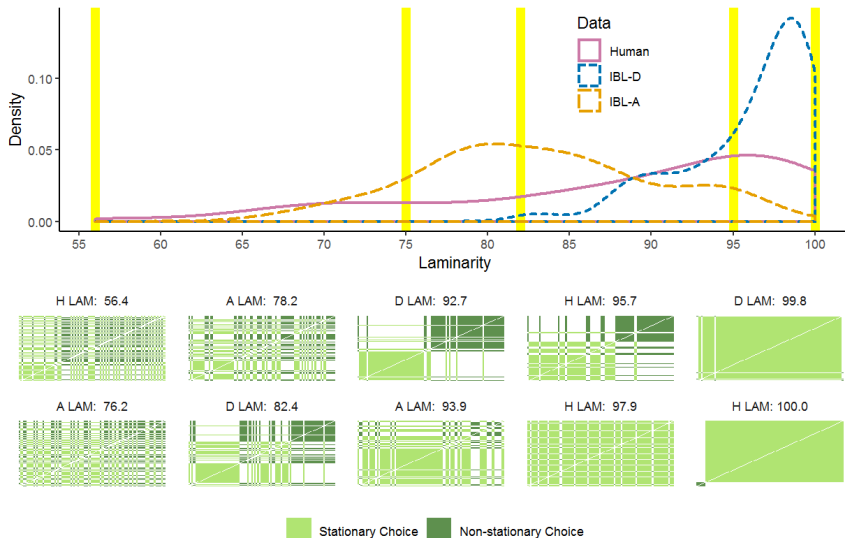 Data
Human
IBL-D
IBL-A
Density
0.10
0.05
0.00
55 60 65 70 75 80 85 90 95 100
Laminarity
H LAM: 56.4 A LAM: 78.2 D LAM: 92.7 H LAM: 95.7 D LAM: 99.8
A LAM: 76.2 D LAM: 82.4 A LAM: 93.9 H LAM: 97.9 H LAM: 100.0
Stationary Choice Non-stationary Choice